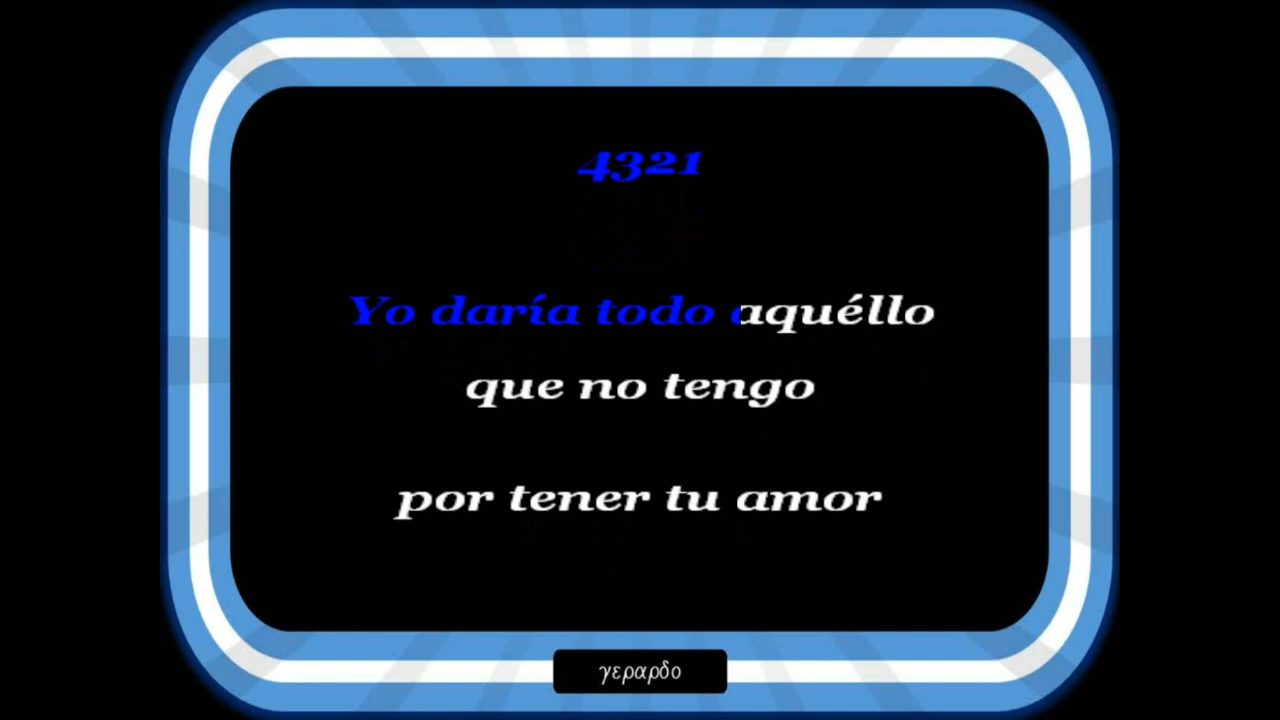 4321
Yo daría todo aquéllo
que no tengo
por tener tu amor
γεραρδο